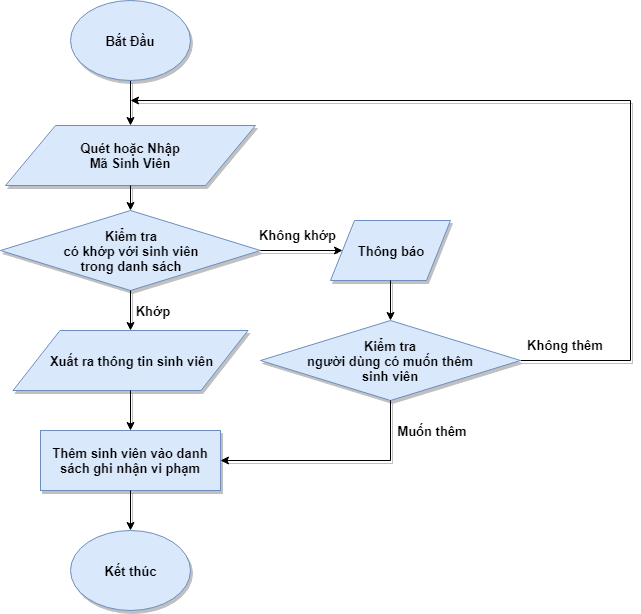 Bắt Đầu
Quét hoặc Nhập
Mã Sinh Viên
Kiểm tra
có khớp với sinh viên
trong danh sách
Không khớp
Thông báo
Khớp
Xuất ra thông tin sinh viên
Kiểm tra
người dùng có muốn thêm
sinh viên
Không thêm
Muốn thêm
Thêm sinh viên vào danh
sách ghi nhận vi phạm
Kết thúc